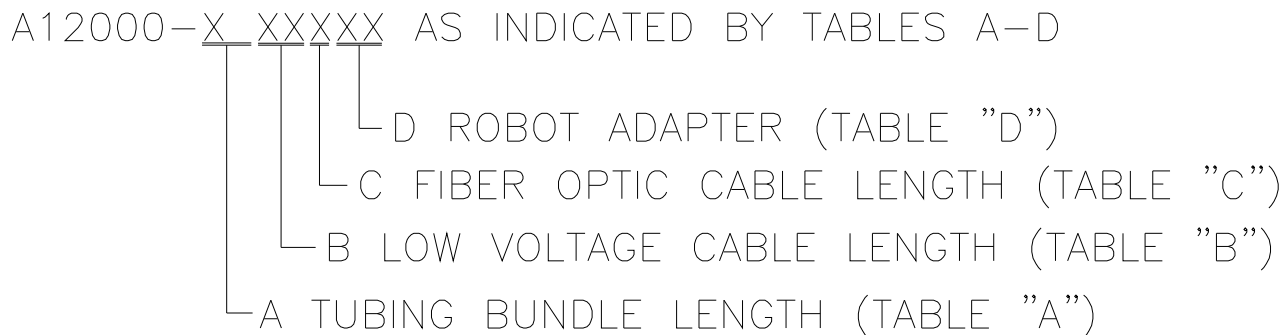 A12000-X XXXXX AS INDICATED BY TABLES A-D
D ROBOT ADAPTER (TABLE "D")
C FIBER OPTIC CABLE LENGTH (TABLE "C")
B LOW VOLTAGE CABLE LENGTH (TABLE "B")
A TUBING BUNDLE LENGTH (TABLE "A")